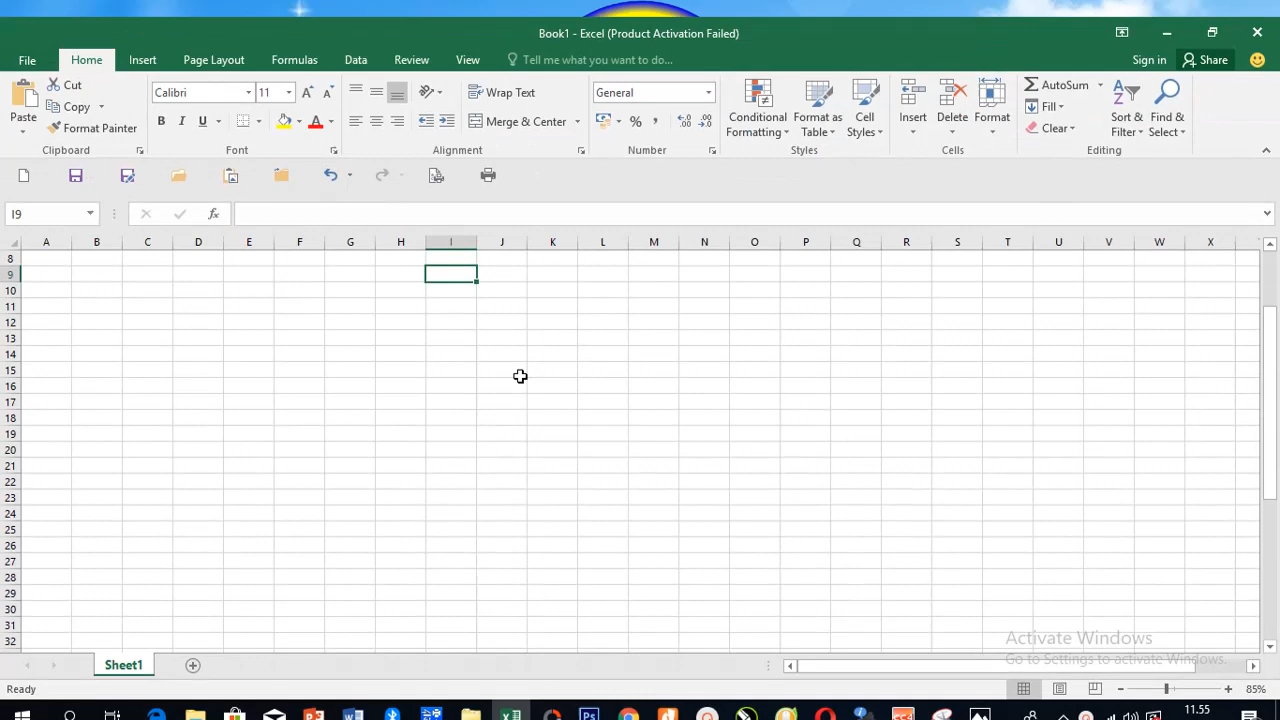 Book1 - Excel (Product Activation Failed)
File Home Insert Page Layout Formulas Data Review View Tell me what you want to do... Sign in Share
Cut
Copy
Format Painter
Paste
Clipboard
Calibri 11
B I U A
Font
Wrap Text
Merge & Center
Alignment
General
%
Number
Conditional Formatting
Format as Table
Cell Styles
Styles
Insert Delete Format
Cells
AutoSum
Fill
Clear
Sort & Filter
Find & Select
Editing
I9 fx
A B C D E F G H I J K L M N O P Q R S T U V W X
8
9
10
11
12
13
14
15
16
17
18
19
20
21
22
23
24
25
26
27
28
29
30
31
32
Activate Windows
Go to Settings to activate Windows.
Sheet1
Ready 85%
11.55